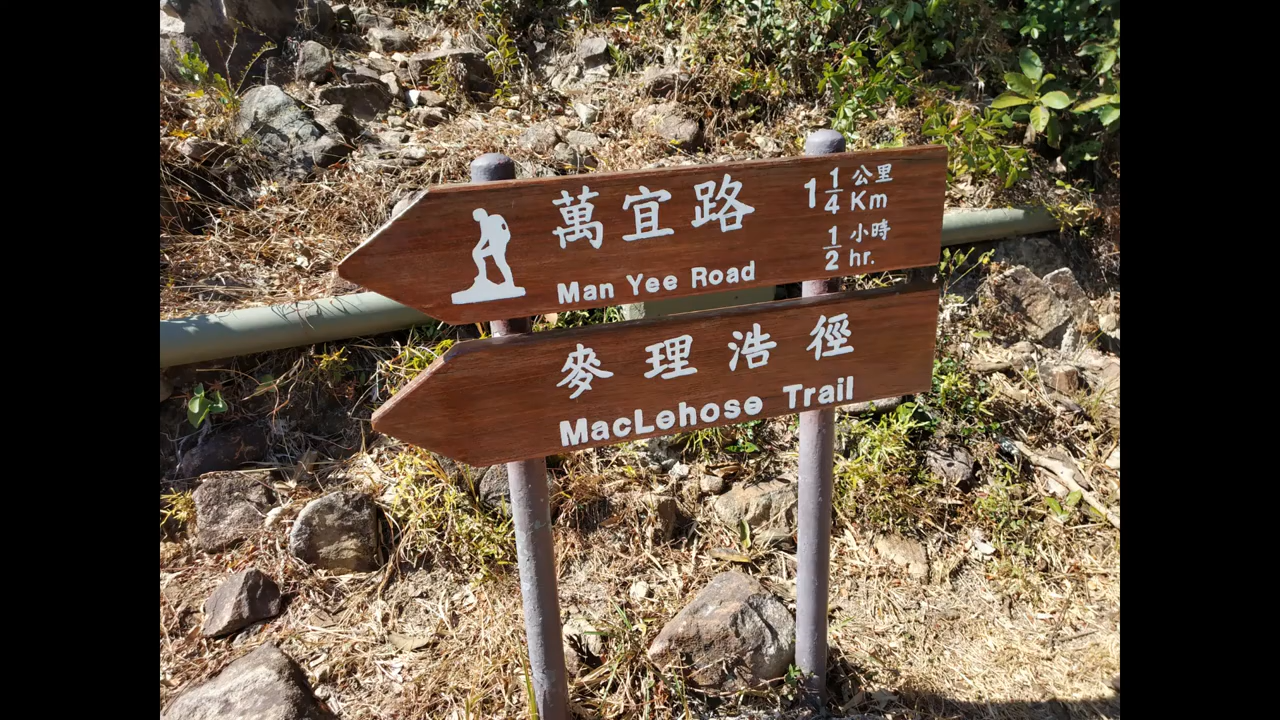 萬宜路
Man Yee Road
1 1/4 公里
Km
1/2 小時
hr.
麥理浩徑
MacLehose Trail